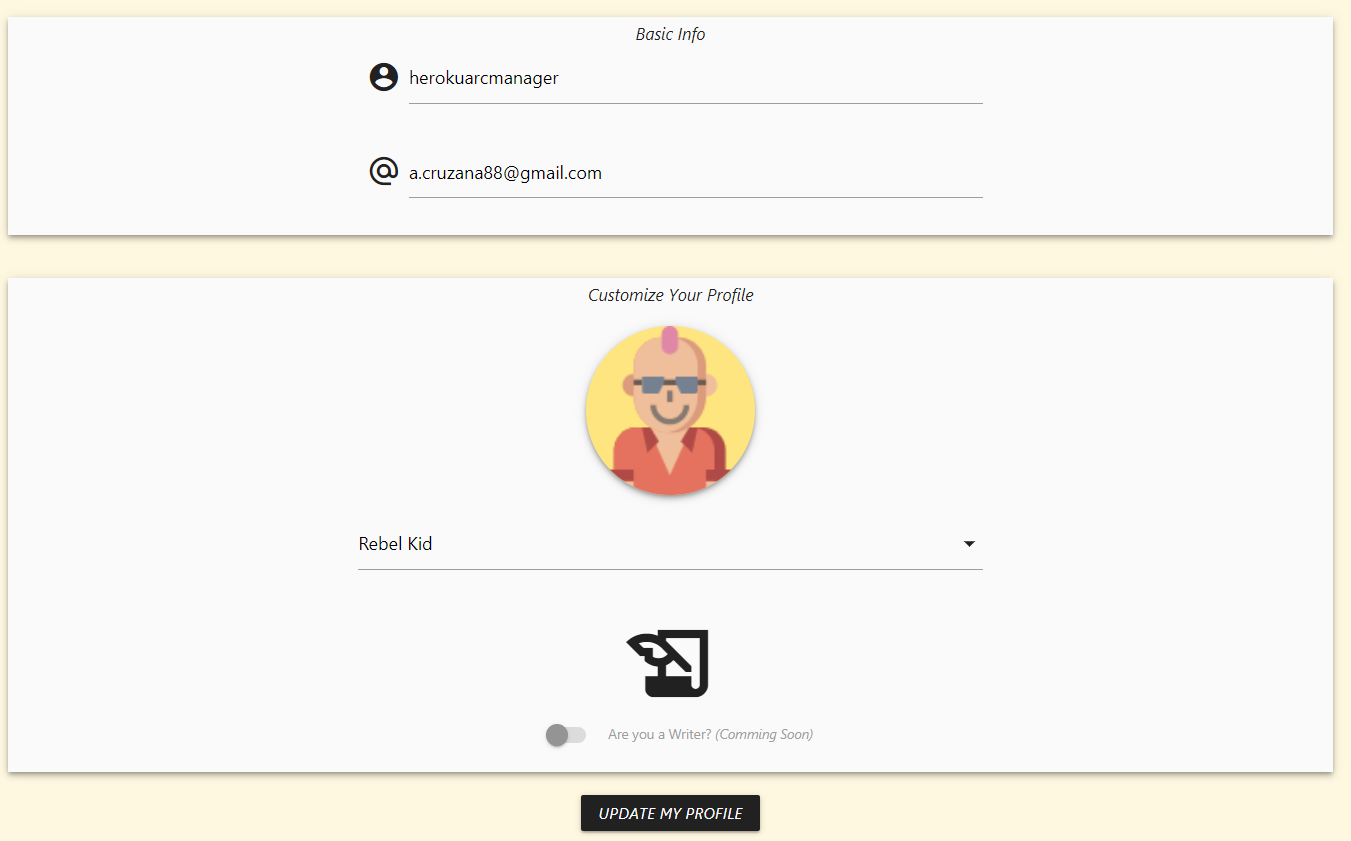 Basic Info
herokuarcmanager
a.cruzana88@gmail.com
Customize Your Profile
Rebel Kid
Are you a Writer? (Comming Soon)
UPDATE MY PROFILE